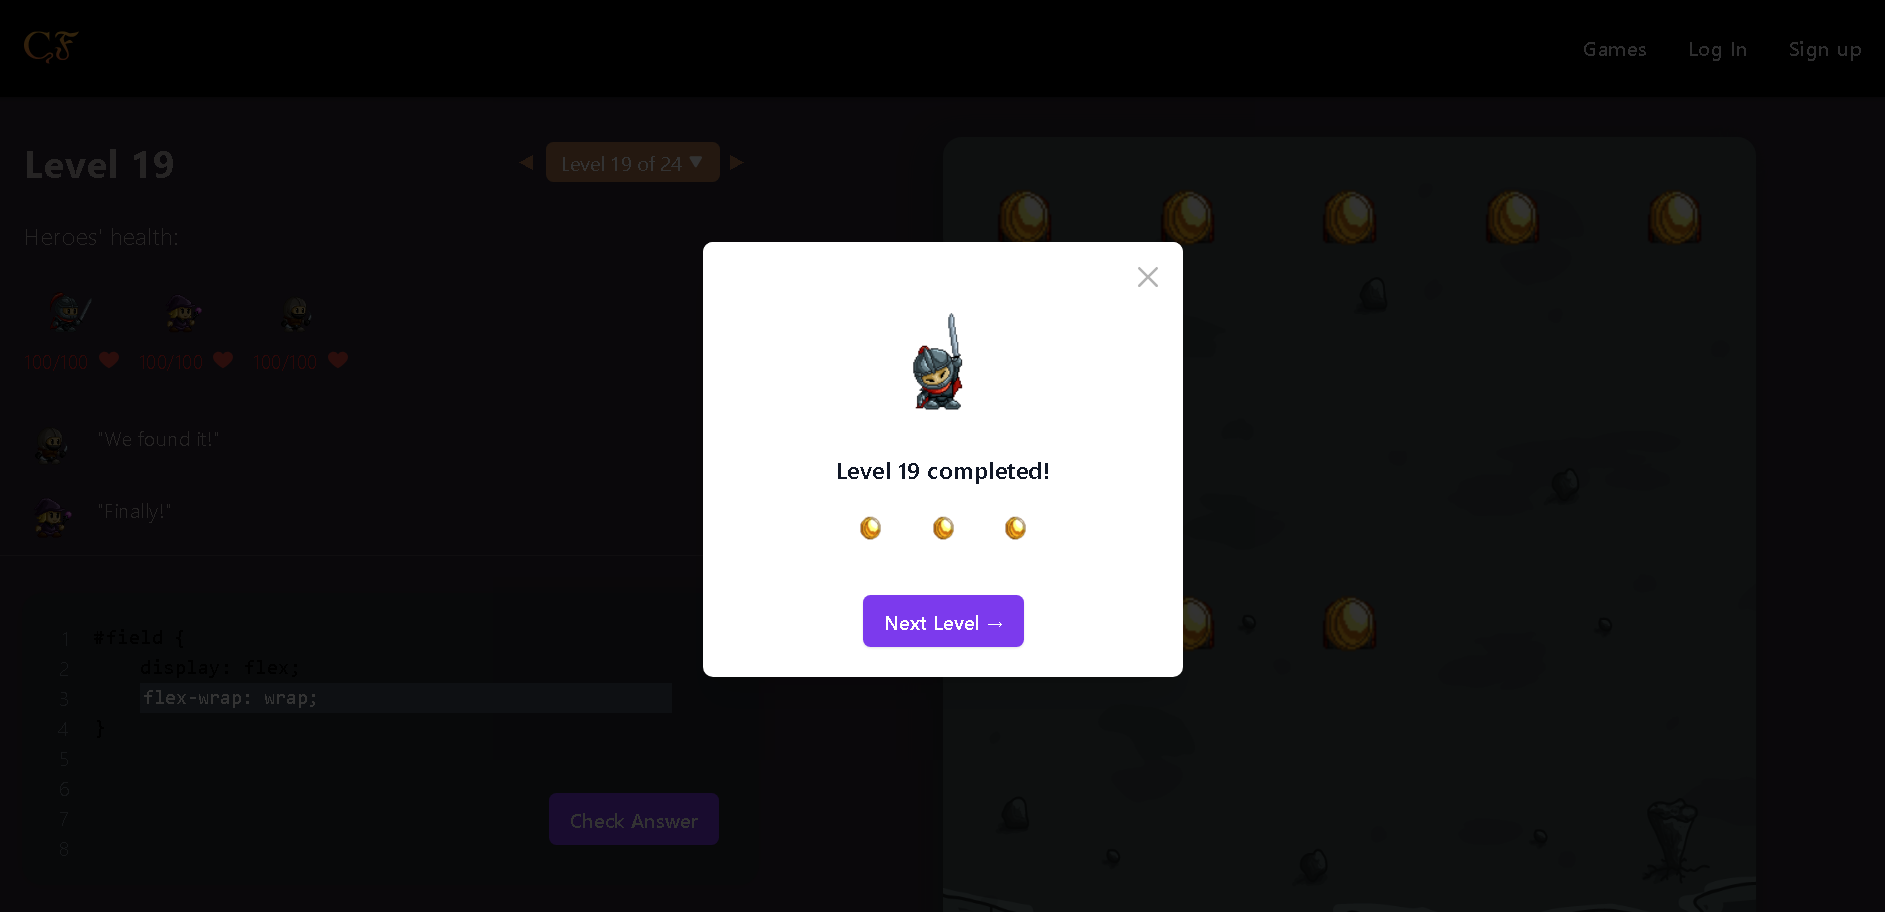 CF
Games
Log In
Sign up
Level 19
Level 19 of 24 ▼
Heroes' health:
100/100
100/100
100/100
"We found it!"
"Finally!"
1 #field {
2 display: flex;
3 flex-wrap: wrap;
4 }
5
6
7
8
Check Answer
Level 19 completed!
Next Level →